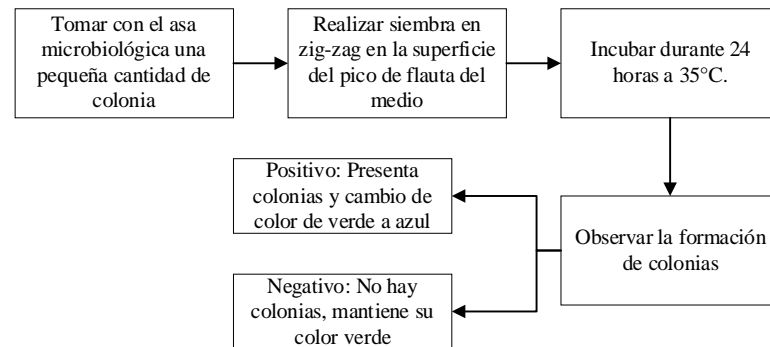 Tomar con el asa
microbiológica una
pequeña cantidad de
colonia
Realizar siembra en
zig-zag en la superficie
del pico de flauta del
medio
Incubar durante 24
horas a 35°C.
Observar la formación
de colonias
Positivo: Presenta
colonias y cambio de
color de verde a azul
Negativo: No hay
colonias, mantiene su
color verde